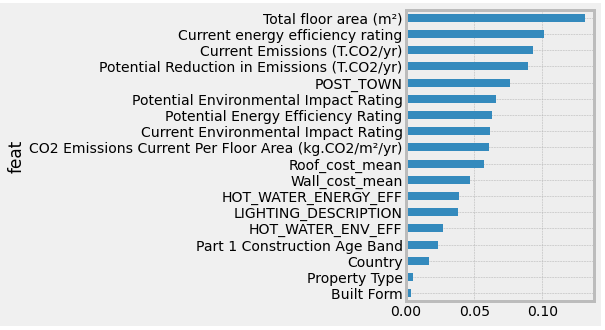 Total floor area (m²)
Current energy efficiency rating
Current Emissions (T.CO2/yr)
Potential Reduction in Emissions (T.CO2/yr)
POST_TOWN
Potential Environmental Impact Rating
Potential Energy Efficiency Rating
Current Environmental Impact Rating
CO2 Emissions Current Per Floor Area (kg.CO2/m²/yr)
Roof_cost_mean
Wall_cost_mean
HOT_WATER_ENERGY_EFF
LIGHTING_DESCRIPTION
HOT_WATER_ENV_EFF
Part 1 Construction Age Band
Country
Property Type
Built Form
feat
0.00 0.05 0.10